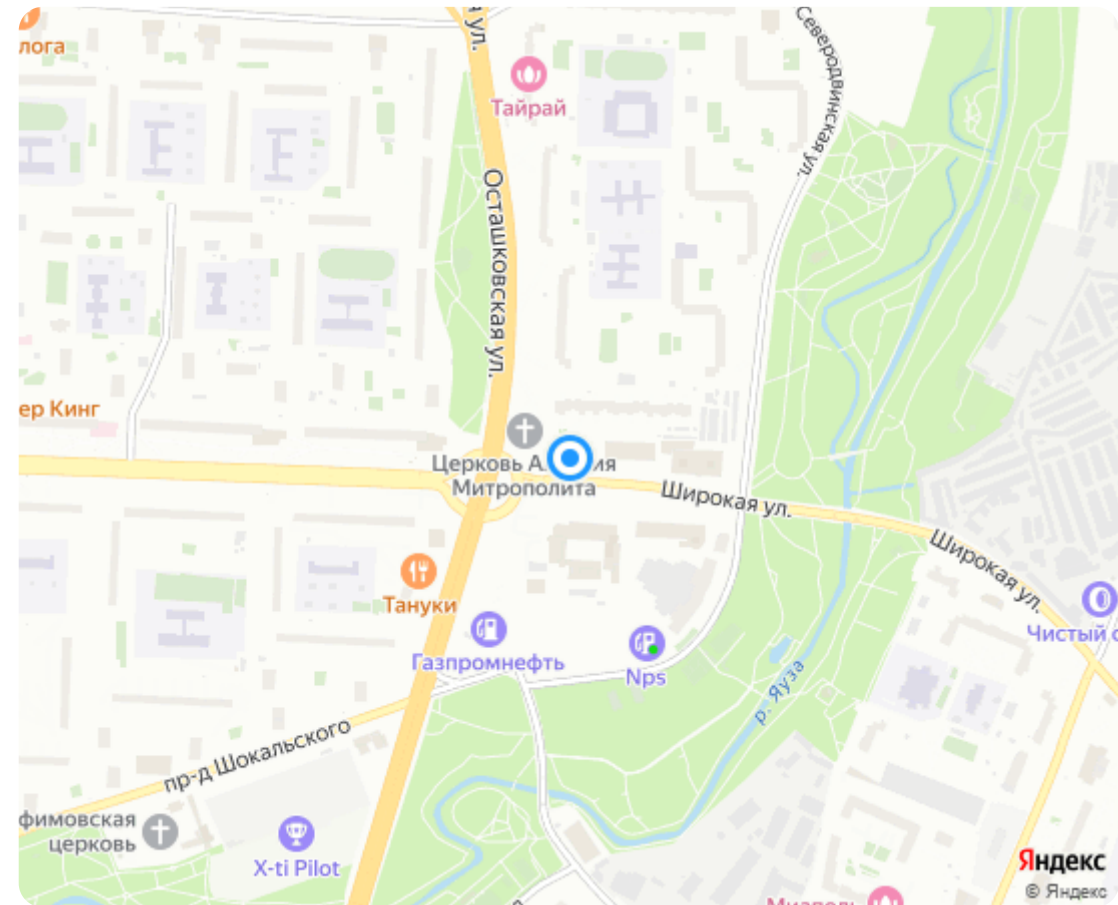 я ул.
Северодвинская ул.
лога
Тайрай
Осташковская ул.
ер Кинг
Церковь А
ия
Митрополита
Широкая ул.
Широкая ул.
Тануки
Чистый с
Газпромнефть
Nps
р. Яуза
пр-д Шокальского
фимовская
церковь
X-ti Pilot
Яндекс
© Яндекс